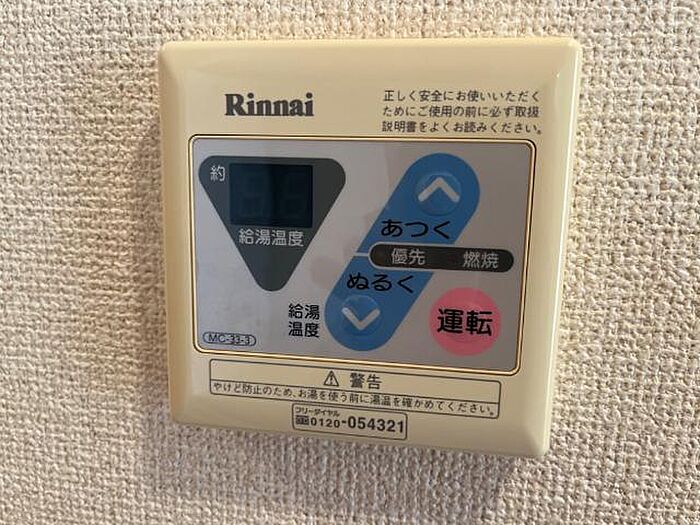 Rinnai
正しく安全にお使いいただく
ためにご使用の前に必ず取扱
説明書をよくお読みください。
約
給湯温度
あつく
優先 燃焼
ぬるく
給湯
温度
運転
MC-33-3
⚠ 警告
やけど防止のため、お湯を使う前に湯温を確かめてください。
フリーダイヤル
0120-054321